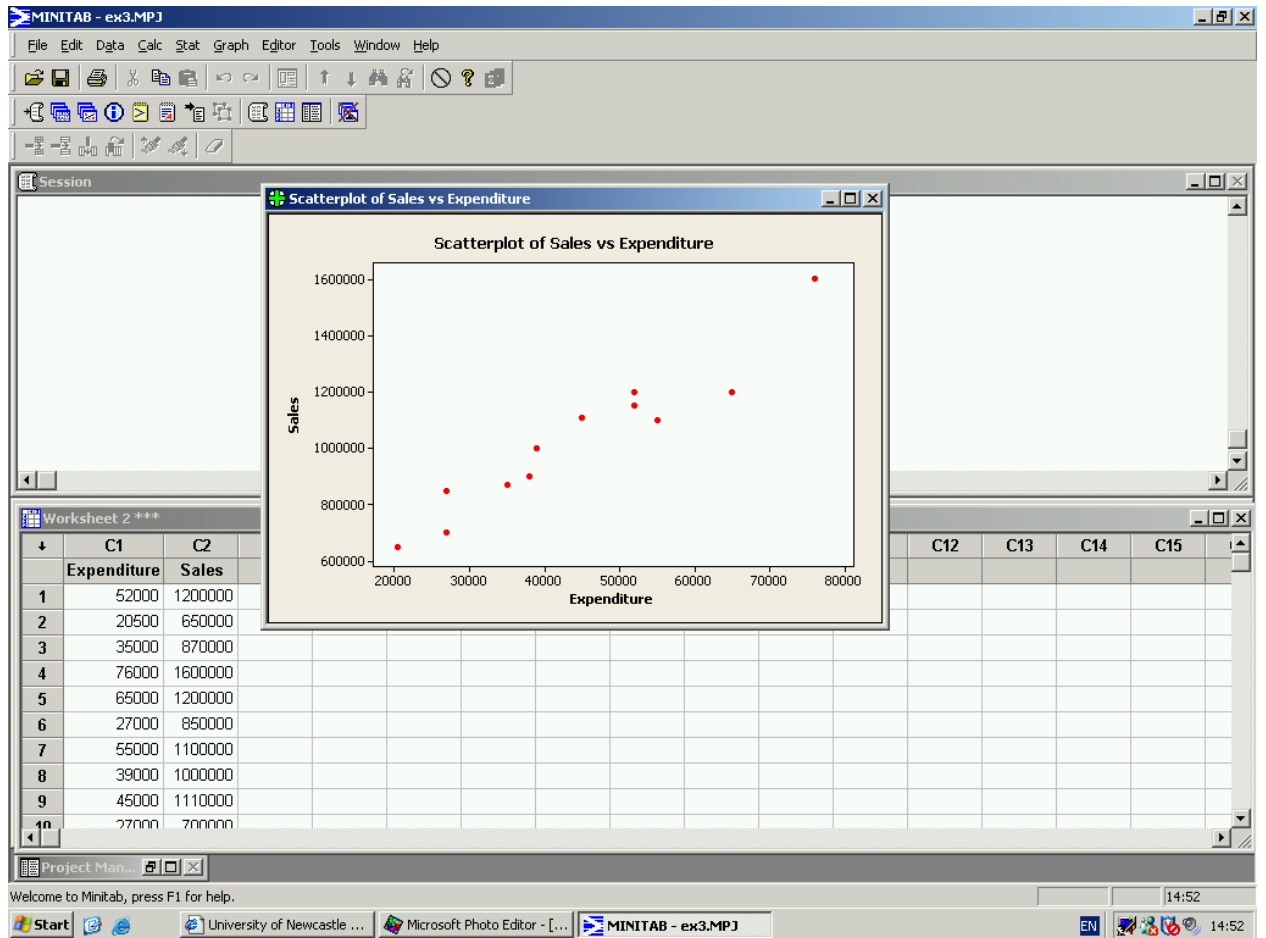 MINITAB - ex3.MPJ
File Edit Data Calc Stat Graph Editor Tools Window Help
Session
Scatterplot of Sales vs Expenditure
Scatterplot of Sales vs Expenditure
1600000
1400000
1200000
1000000
800000
600000
Sales
20000 30000 40000 50000 60000 70000 80000
Expenditure
Worksheet 2 ***
C1 C2 C12 C13 C14 C15
Expenditure Sales
1 52000 1200000
2 20500 650000
3 35000 870000
4 76000 1600000
5 65000 1200000
6 27000 850000
7 55000 1100000
8 39000 1000000
9 45000 1110000
10 27000 700000
Project Man...
Welcome to Minitab, press F1 for help.
14:52
Start University of Newcastle ... Microsoft Photo Editor - [... MINITAB - ex3.MPJ EN 14:52